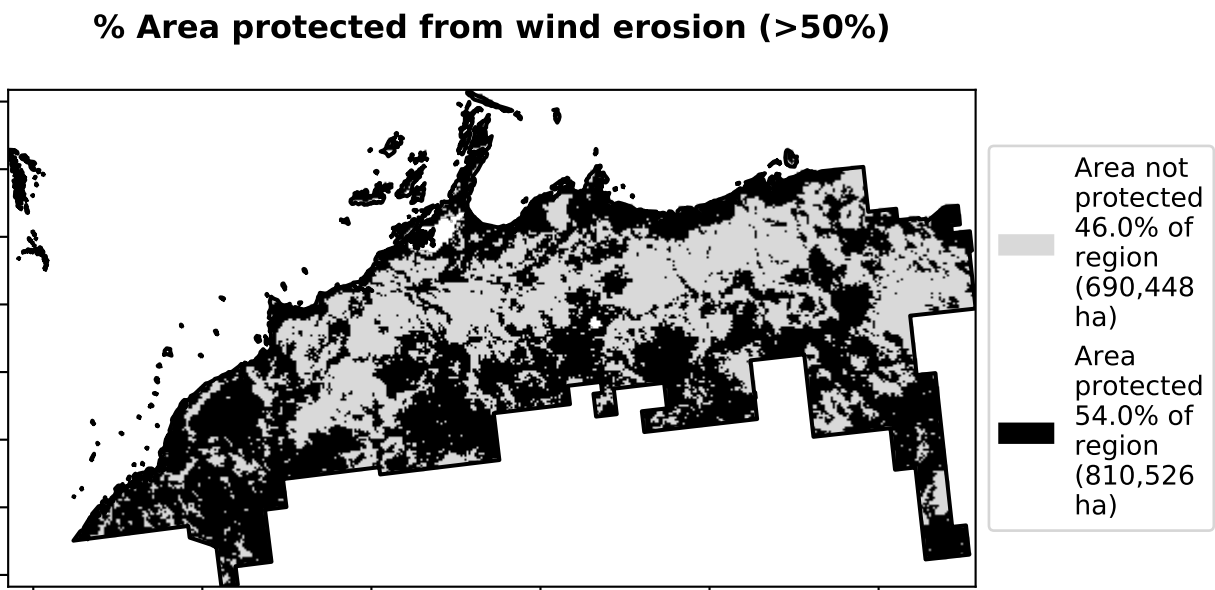 % Area protected from wind erosion (>50%)
Area not
protected
46.0% of
region
(690,448
ha)
Area
protected
54.0% of
region
(810,526
ha)